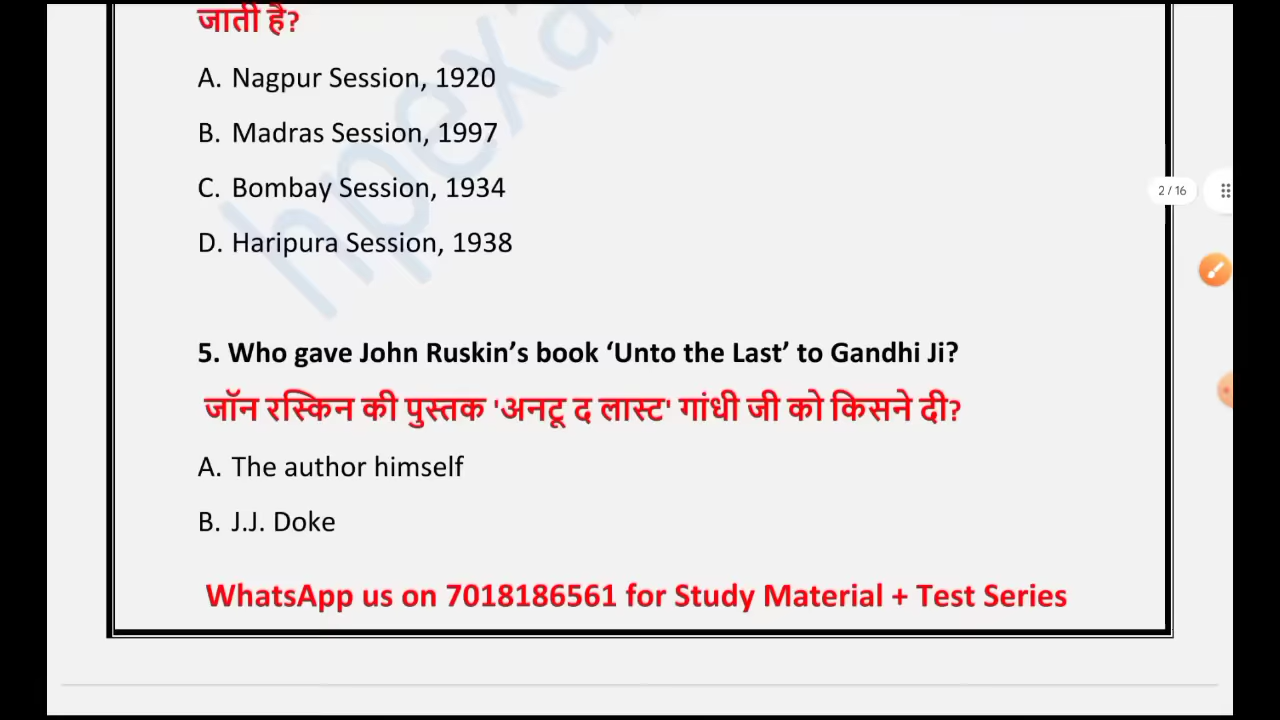 जाती है?
A. Nagpur Session, 1920
B. Madras Session, 1997
C. Bombay Session, 1934
D. Haripura Session, 1938
2 / 16
5. Who gave John Ruskin’s book ‘Unto the Last’ to Gandhi Ji?
जॉन रस्किन की पुस्तक 'अनटू द लास्ट' गांधी जी को किसने दी?
A. The author himself
B. J.J. Doke
WhatsApp us on 7018186561 for Study Material + Test Series